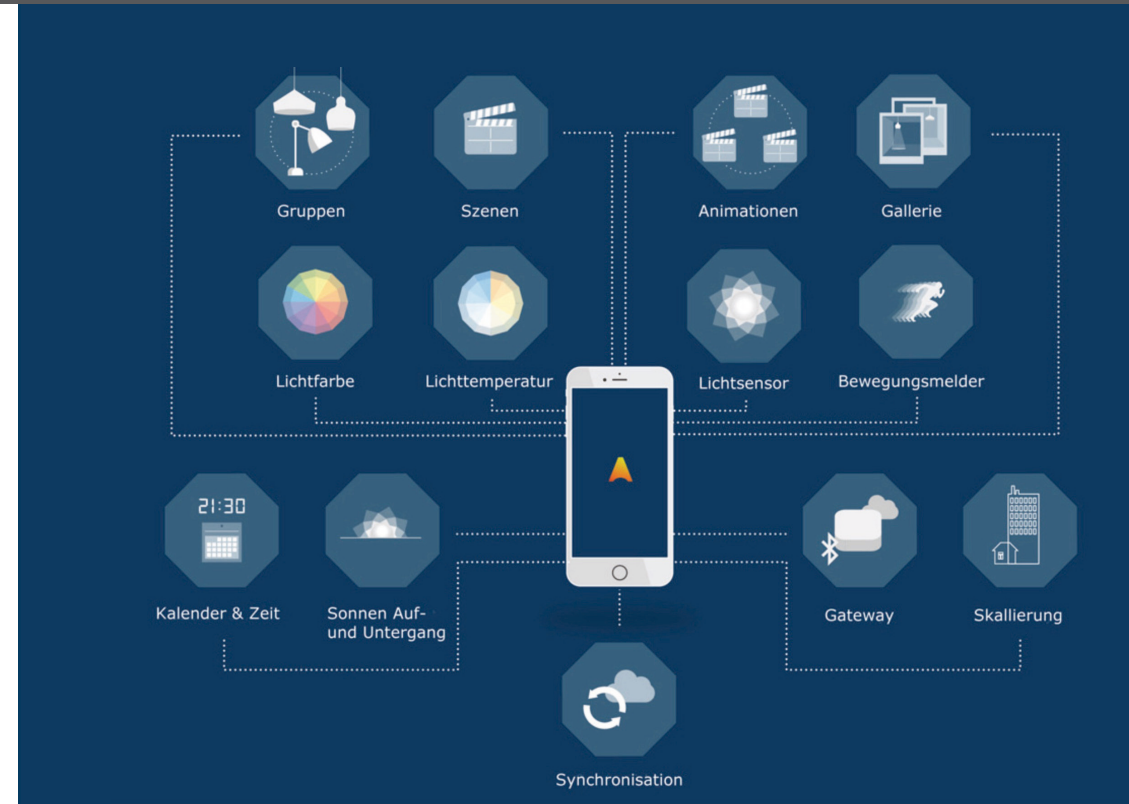 Gruppen
Szenen
Animationen
Gallerie
Lichtfarbe
Lichttemperatur
Lichtsensor
Bewegungsmelder
21:30
Kalender & Zeit
Sonnen Auf-
und Untergang
Gateway
Skallierung
Synchronisation